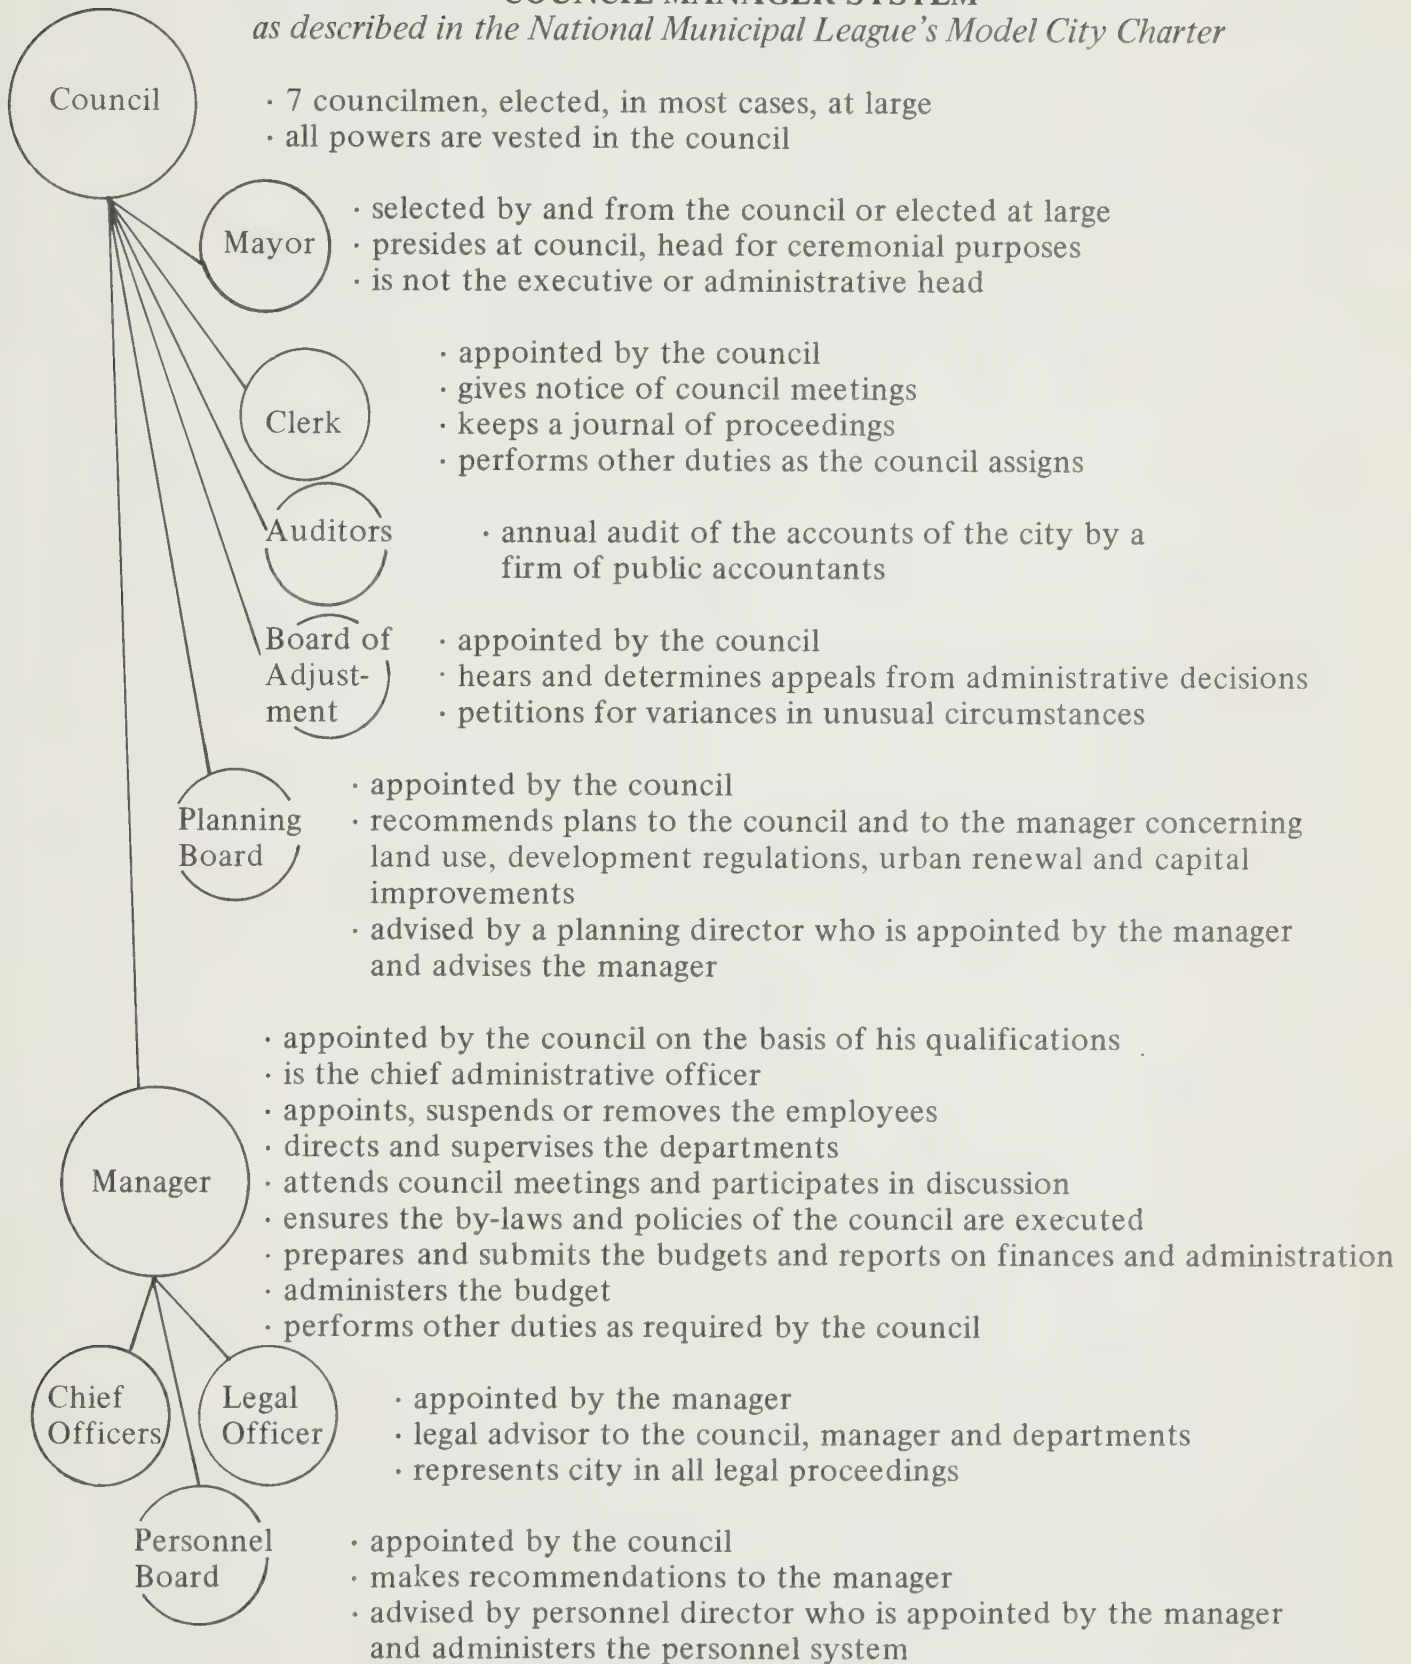 COUNCIL MANAGER SYSTEM
as described in the National Municipal League's Model City Charter
Council
· 7 councilmen, elected, in most cases, at large
· all powers are vested in the council
Mayor
· selected by and from the council or elected at large
· presides at council, head for ceremonial purposes
· is not the executive or administrative head
Clerk
· appointed by the council
· gives notice of council meetings
· keeps a journal of proceedings
· performs other duties as the council assigns
Auditors
· annual audit of the accounts of the city by a
firm of public accountants
Board of
Adjust-
ment
· appointed by the council
· hears and determines appeals from administrative decisions
· petitions for variances in unusual circumstances
Planning
Board
· appointed by the council
· recommends plans to the council and to the manager concerning
land use, development regulations, urban renewal and capital
improvements
· advised by a planning director who is appointed by the manager
and advises the manager
Manager
· appointed by the council on the basis of his qualifications
· is the chief administrative officer
· appoints, suspends or removes the employees
· directs and supervises the departments
· attends council meetings and participates in discussion
· ensures the by-laws and policies of the council are executed
· prepares and submits the budgets and reports on finances and administration
· administers the budget
· performs other duties as required by the council
Chief
Officers
Legal
Officer
· appointed by the manager
· legal advisor to the council, manager and departments
· represents city in all legal proceedings
Personnel
Board
· appointed by the council
· makes recommendations to the manager
· advised by personnel director who is appointed by the manager
and administers the personnel system